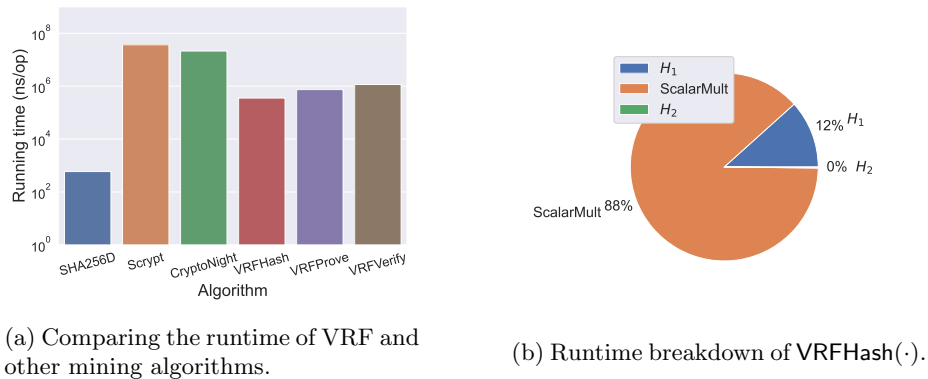 10^8
10^6
10^4
10^2
10^0
Running time (ns/op)
SHA256D
Scrypt
CryptoNight
VRFHash
VRFProve
VRFVerify
Algorithm
(a) Comparing the runtime of VRF and
other mining algorithms.
H_1
ScalarMult
H_2
12% H_1
0% H_2
ScalarMult 88%
(b) Runtime breakdown of VRFHash(·).